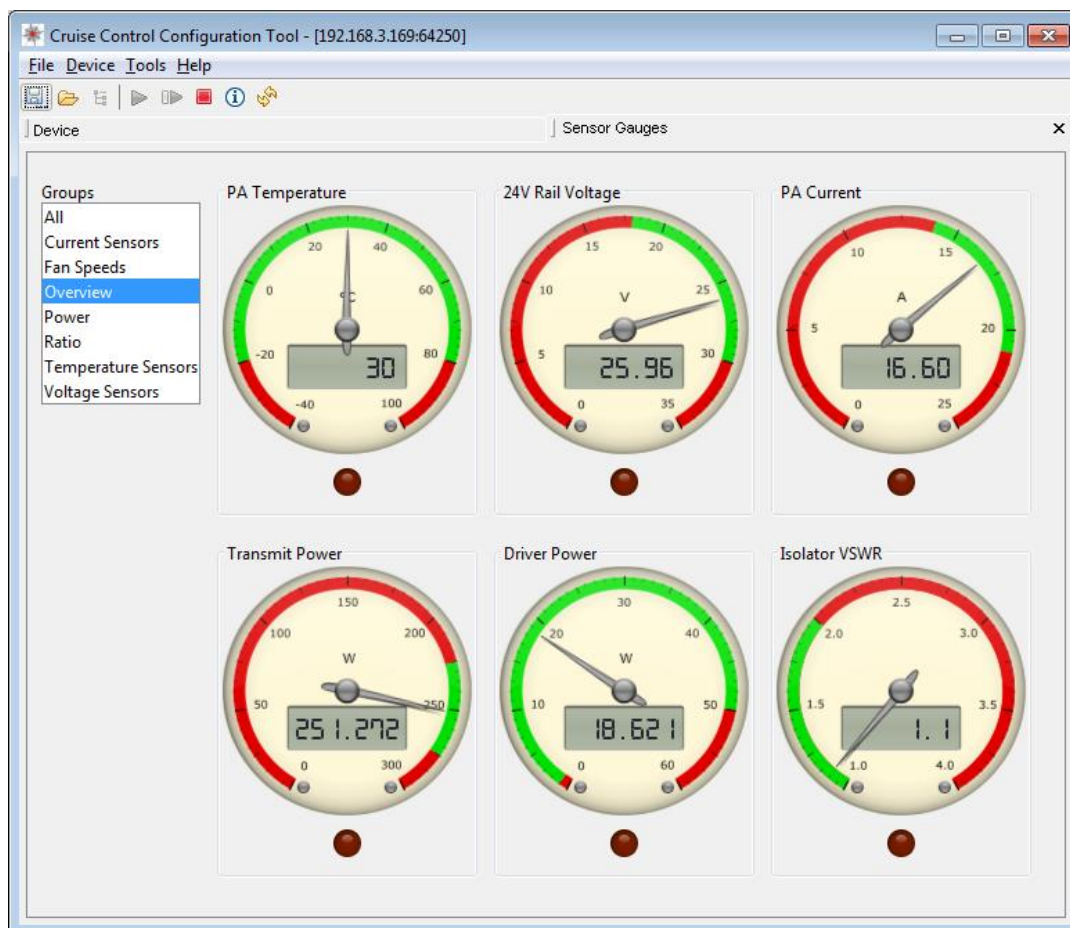 Cruise Control Configuration Tool - [192.168.3.169:64250]
File Device Tools Help
Device
Sensor Gauges
Groups
All
Current Sensors
Fan Speeds
Overview
Power
Ratio
Temperature Sensors
Voltage Sensors
PA Temperature
-40 -20 0 20 40 60 80 100
°C
30
24V Rail Voltage
0 5 10 15 20 25 30 35
V
25.96
PA Current
0 5 10 15 20 25
A
16.60
Transmit Power
0 50 100 150 200 250 300
W
251.272
Driver Power
0 10 20 30 40 50 60
W
18.621
Isolator VSWR
1.0 1.5 2.0 2.5 3.0 3.5 4.0
1.1